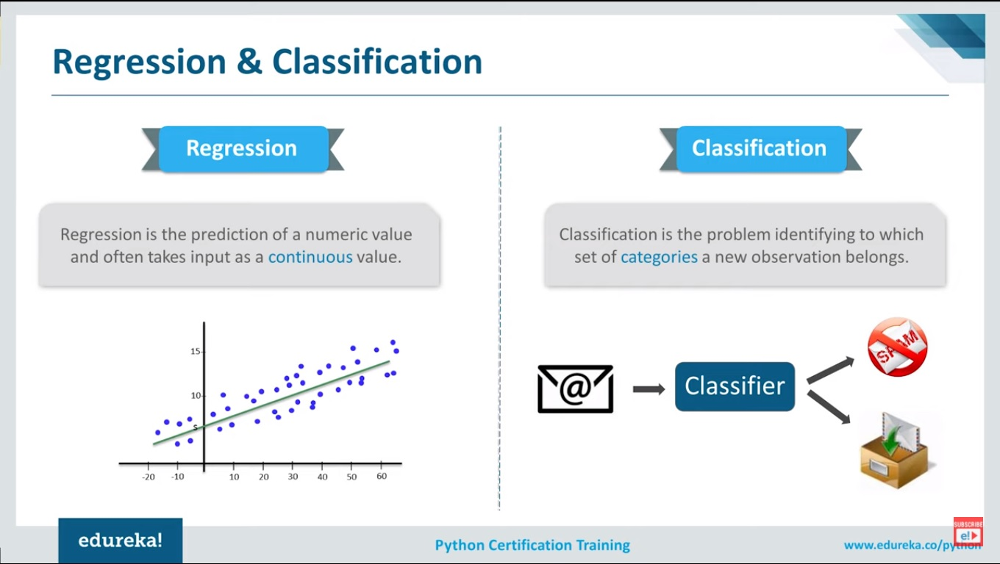 Regression & Classification
Regression
Regression is the prediction of a numeric value
and often takes input as a continuous value.
15
10
5
-20 -10 10 20 30 40 50 60
Classification
Classification is the problem identifying to which
set of categories a new observation belongs.
@
Classifier
SPAM
edureka!
Python Certification Training
www.edureka.co/python
SUBSCRIBE
e!